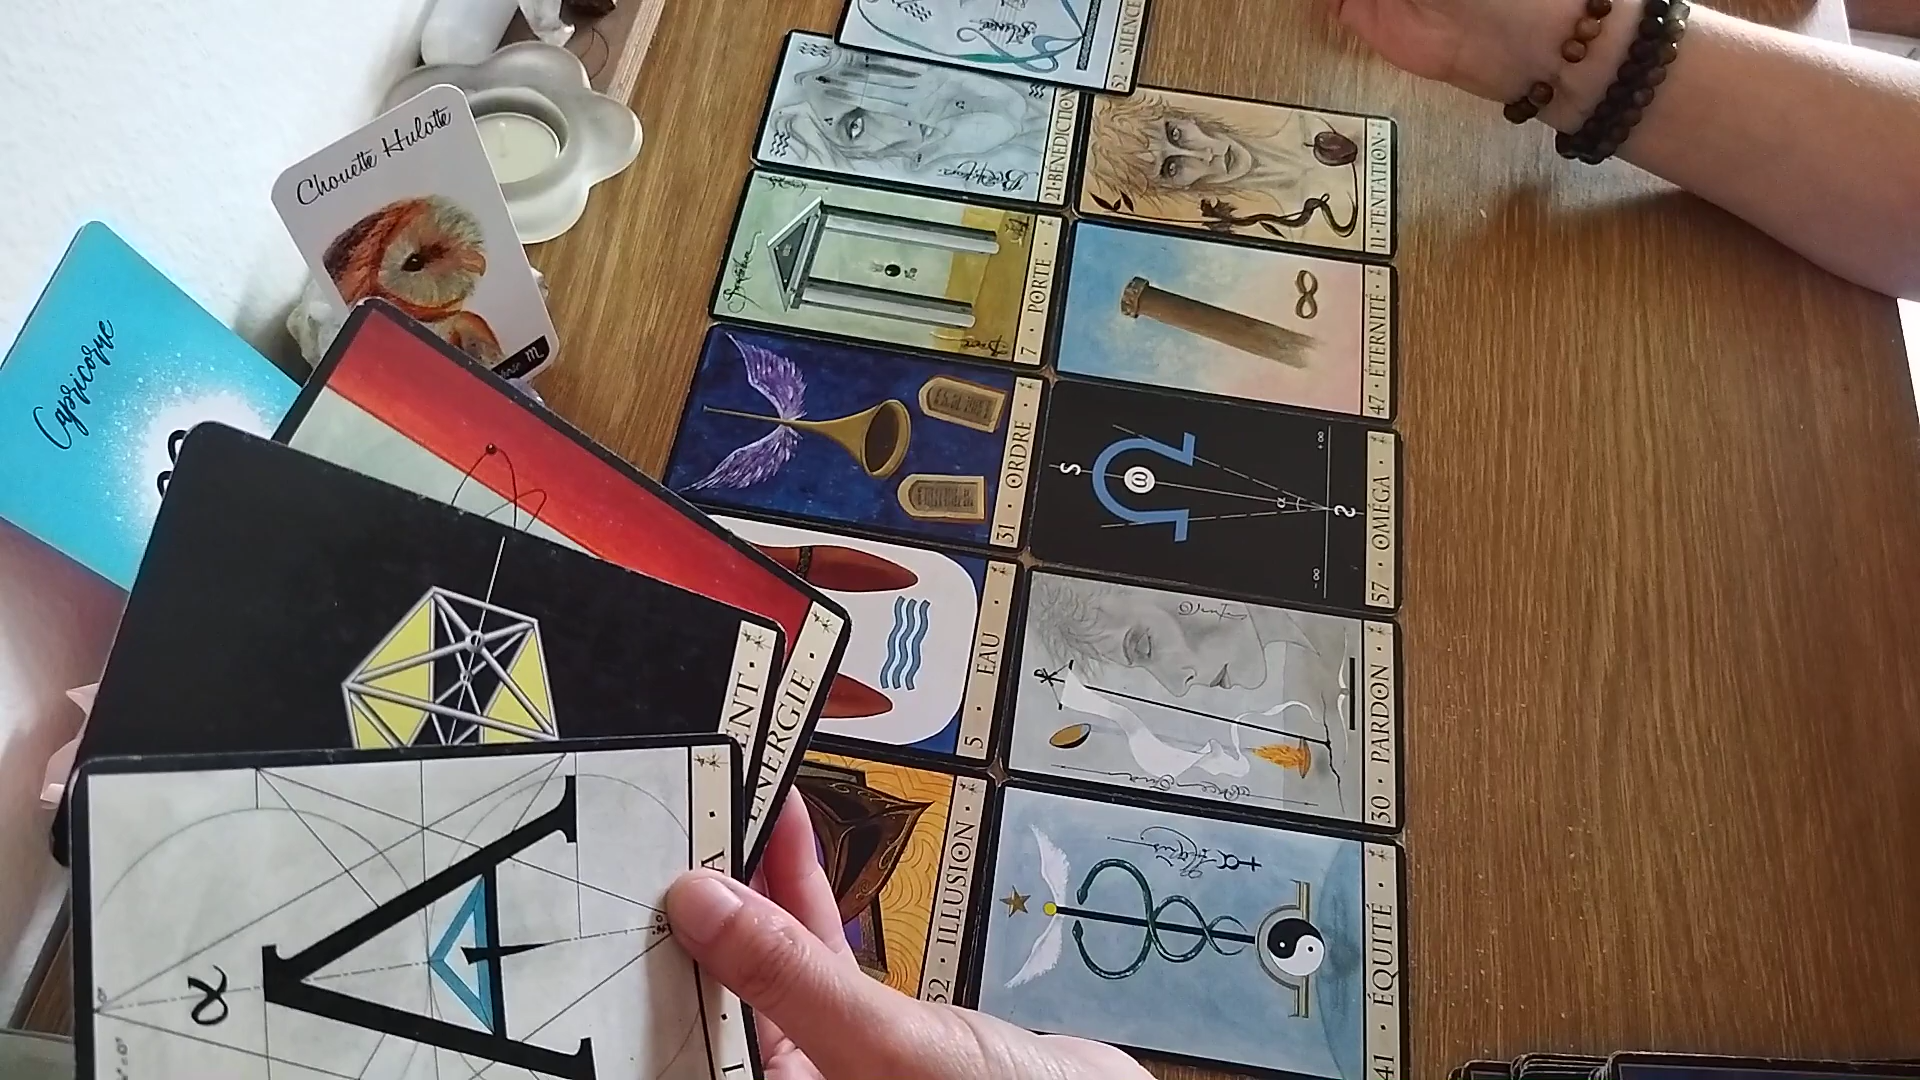 Chouette Hulotte
Capricorne
52 · SILENCE
21 · BÉNÉDICTION
11 · TENTATION
7 · PORTE
47 · ÉTERNITÉ
31 · ORDRE
57 · OMÉGA
S
ω
α
+∞
-∞
5 · EAU
30 · PARDON
32 · ILLUSION
41 · ÉQUITÉ
ÉNERGIE
ENT ·
1 · A
α
A